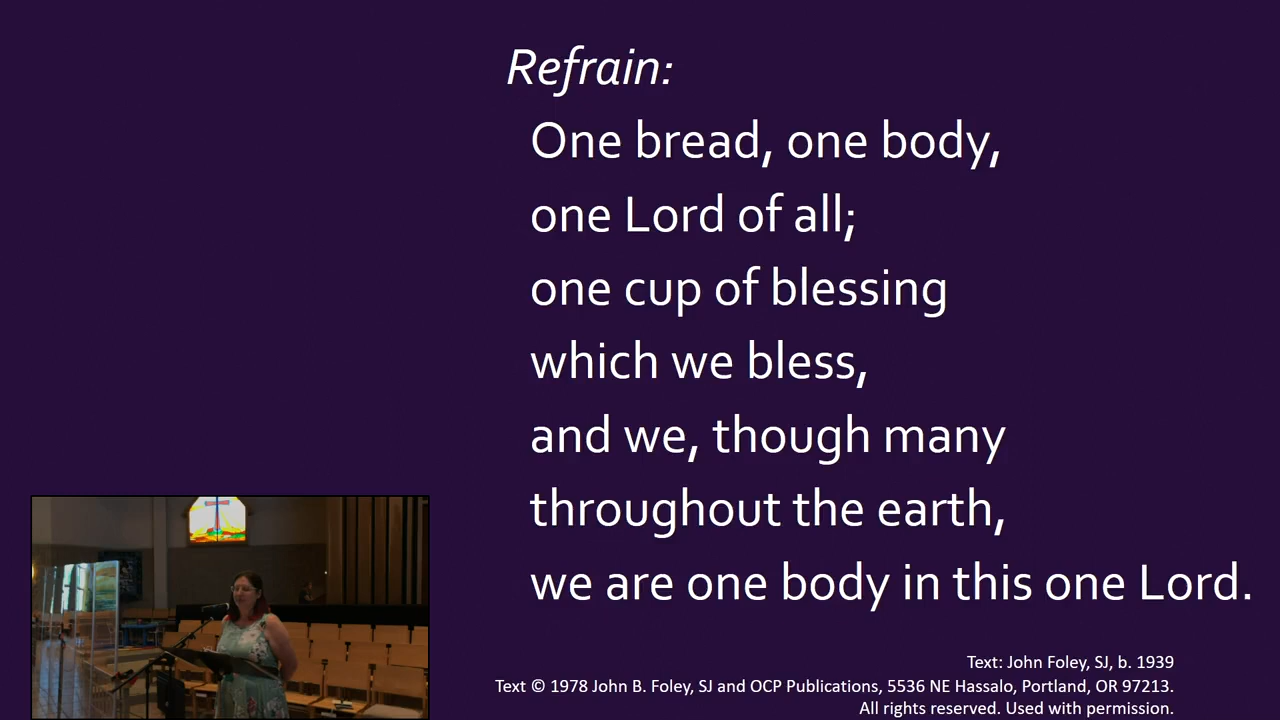 Refrain:
One bread, one body,
one Lord of all;
one cup of blessing
which we bless,
and we, though many
throughout the earth,
we are one body in this one Lord.
Text: John Foley, SJ, b. 1939
Text © 1978 John B. Foley, SJ and OCP Publications, 5536 NE Hassalo, Portland, OR 97213.
All rights reserved. Used with permission.